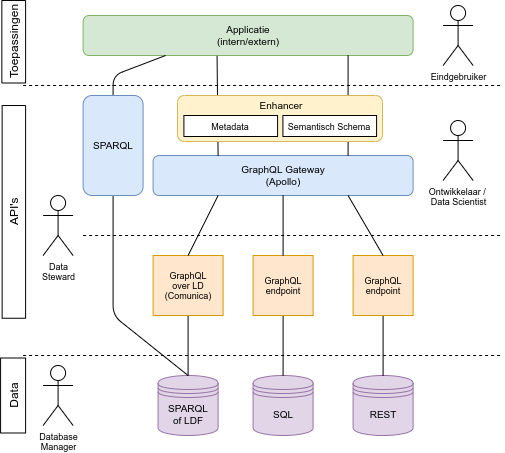 Toepassingen
Applicatie
(intern/extern)
Eindgebruiker
API's
SPARQL
Enhancer
Metadata
Semantisch Schema
GraphQL Gateway
(Apollo)
Ontwikkelaar /
Data Scientist
Data
Steward
GraphQL
over LD
(Comunica)
GraphQL
endpoint
GraphQL
endpoint
Data
Database
Manager
SPARQL
of LDF
SQL
REST